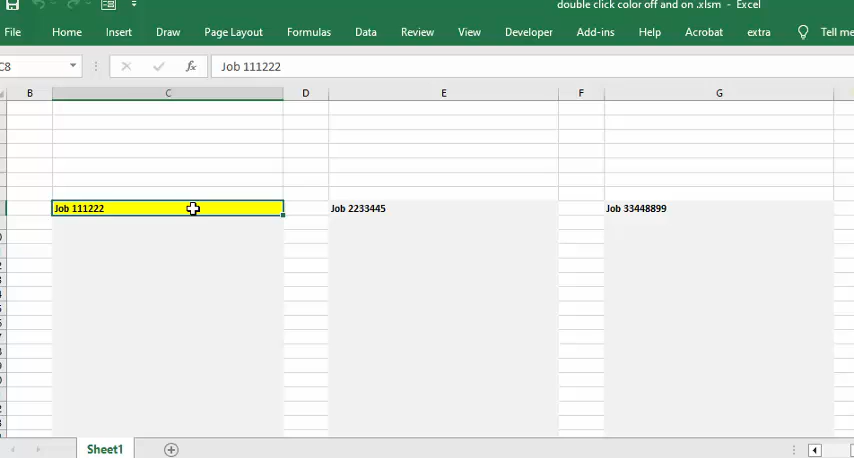 double click color off and on .xlsm - Excel
File Home Insert Draw Page Layout Formulas Data Review View Developer Add-ins Help Acrobat extra Tell me
C8 fx Job 111222
B C D E F G
Job 111222 Job 2233445 Job 33448899
Sheet1